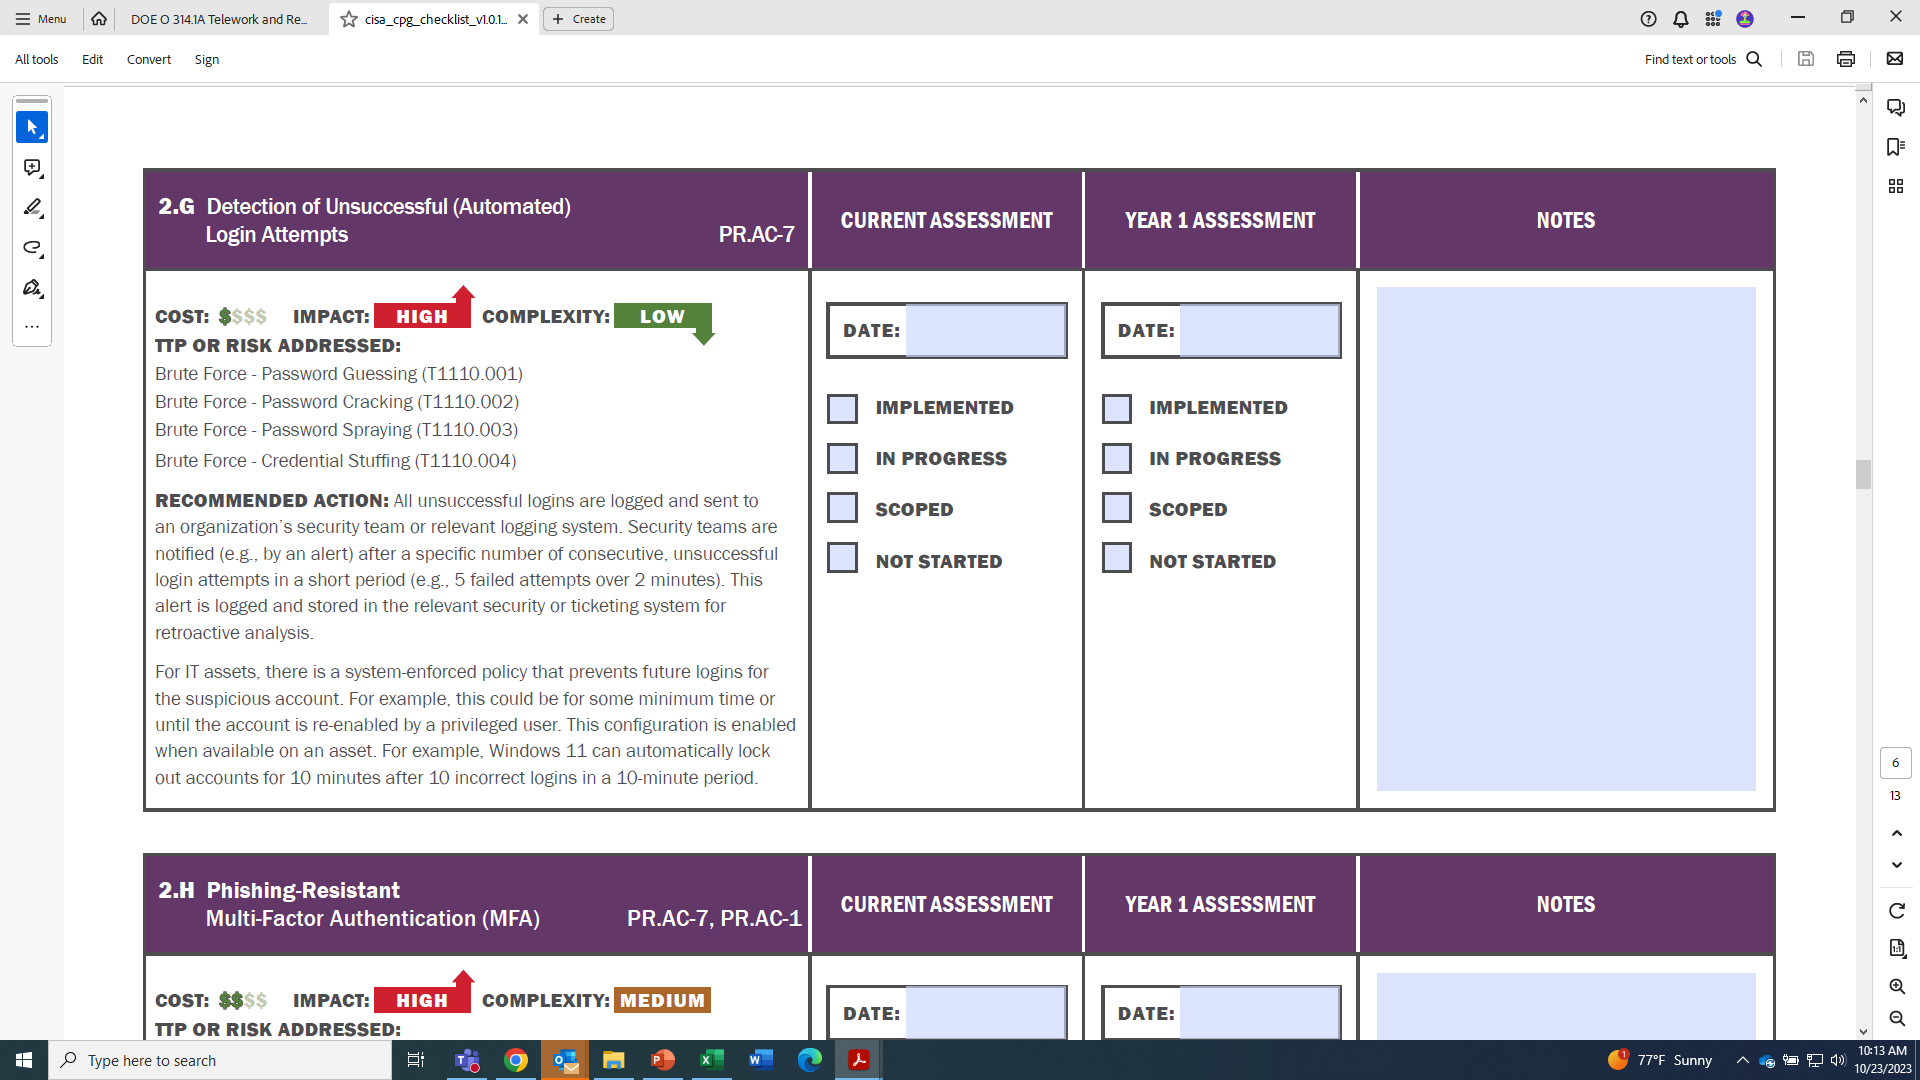 Menu
DOE O 314.1A Telework and Re...
cisa_cpg_checklist_v1.0.1...
Create
All tools
Edit
Convert
Sign
Find text or tools
2.G Detection of Unsuccessful (Automated)
Login Attempts
PR.AC-7
CURRENT ASSESSMENT
YEAR 1 ASSESSMENT
NOTES
COST: $$$$ IMPACT: HIGH COMPLEXITY: LOW
TTP OR RISK ADDRESSED:
Brute Force - Password Guessing (T1110.001)
Brute Force - Password Cracking (T1110.002)
Brute Force - Password Spraying (T1110.003)
Brute Force - Credential Stuffing (T1110.004)
RECOMMENDED ACTION: All unsuccessful logins are logged and sent to
an organization's security team or relevant logging system. Security teams are
notified (e.g., by an alert) after a specific number of consecutive, unsuccessful
login attempts in a short period (e.g., 5 failed attempts over 2 minutes). This
alert is logged and stored in the relevant security or ticketing system for
retroactive analysis.
For IT assets, there is a system-enforced policy that prevents future logins for
the suspicious account. For example, this could be for some minimum time or
until the account is re-enabled by a privileged user. This configuration is enabled
when available on an asset. For example, Windows 11 can automatically lock
out accounts for 10 minutes after 10 incorrect logins in a 10-minute period.
DATE:
IMPLEMENTED
IN PROGRESS
SCOPED
NOT STARTED
DATE:
IMPLEMENTED
IN PROGRESS
SCOPED
NOT STARTED
6
13
2.H Phishing-Resistant
Multi-Factor Authentication (MFA)
PR.AC-7, PR.AC-1
CURRENT ASSESSMENT
YEAR 1 ASSESSMENT
NOTES
COST: $$$$ IMPACT: HIGH COMPLEXITY: MEDIUM
TTP OR RISK ADDRESSED:
DATE:
DATE:
Type here to search
77°F Sunny
10:13 AM
10/23/2023